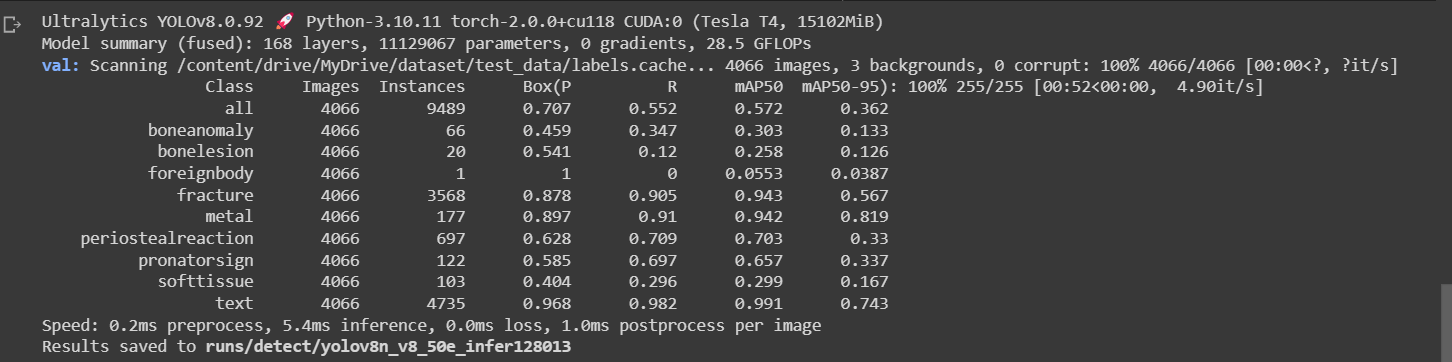 Ultralytics YOLOv8.0.92 🚀 Python-3.10.11 torch-2.0.0+cu118 CUDA:0 (Tesla T4, 15102MiB)
Model summary (fused): 168 layers, 11129067 parameters, 0 gradients, 28.5 GFLOPs
val: Scanning /content/drive/MyDrive/dataset/test_data/labels.cache... 4066 images, 3 backgrounds, 0 corrupt: 100% 4066/4066 [00:00<?, ?it/s]
Class Images Instances Box(P R mAP50 mAP50-95): 100% 255/255 [00:52<00:00, 4.90it/s]
all 4066 9489 0.707 0.552 0.572 0.362
boneanomaly 4066 66 0.459 0.347 0.303 0.133
bonelesion 4066 20 0.541 0.12 0.258 0.126
foreignbody 4066 1 1 0 0.0553 0.0387
fracture 4066 3568 0.878 0.905 0.943 0.567
metal 4066 177 0.897 0.91 0.942 0.819
periostealreaction 4066 697 0.628 0.709 0.703 0.33
pronatorsign 4066 122 0.585 0.697 0.657 0.337
softtissue 4066 103 0.404 0.296 0.299 0.167
text 4066 4735 0.968 0.982 0.991 0.743
Speed: 0.2ms preprocess, 5.4ms inference, 0.0ms loss, 1.0ms postprocess per image
Results saved to runs/detect/yolov8n_v8_50e_infer128013